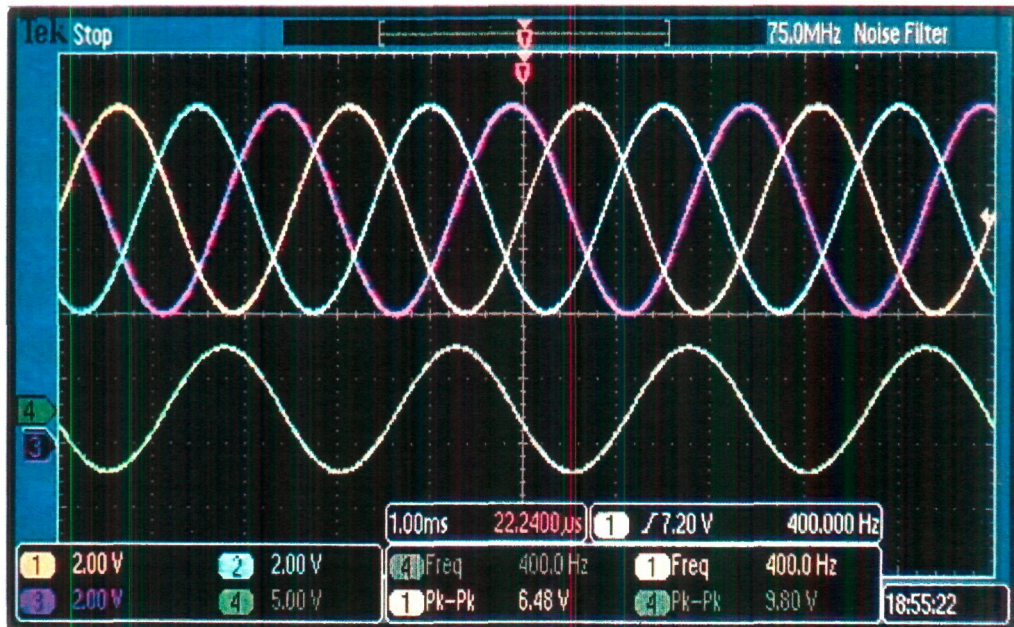 Tek Stop 75.0MHz Noise Filter
T
T
4
3
1.00ms 22.2400µs 1 7.20 V 400.000 Hz
1 2.00 V 2 2.00 V 4 Freq 400.0 Hz 1 Freq 400.0 Hz
3 2.00 V 4 5.00 V 1 Pk-Pk 6.48 V 4 Pk-Pk 9.80 V 18:55:22